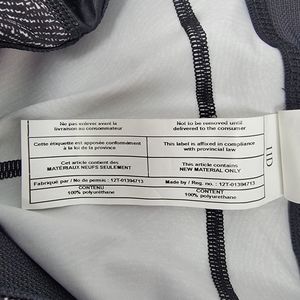 Ne pas enlever avant la
livraison au consommateur
Not to be removed until
delivered to the consumer
Cette étiquette est apposée conformément
à la loi de la province
This label is affixed in compliance
with provincial law
Cet article contient des
MATÉRIAUX NEUFS SEULEMENT
This article contains
NEW MATERIAL ONLY
Fabriqué par / No de permis : 12T-01394713
Made by / Reg. no. : 12T-01394713
CONTENU
100% polyuréthane
CONTENT
100% polyurethane